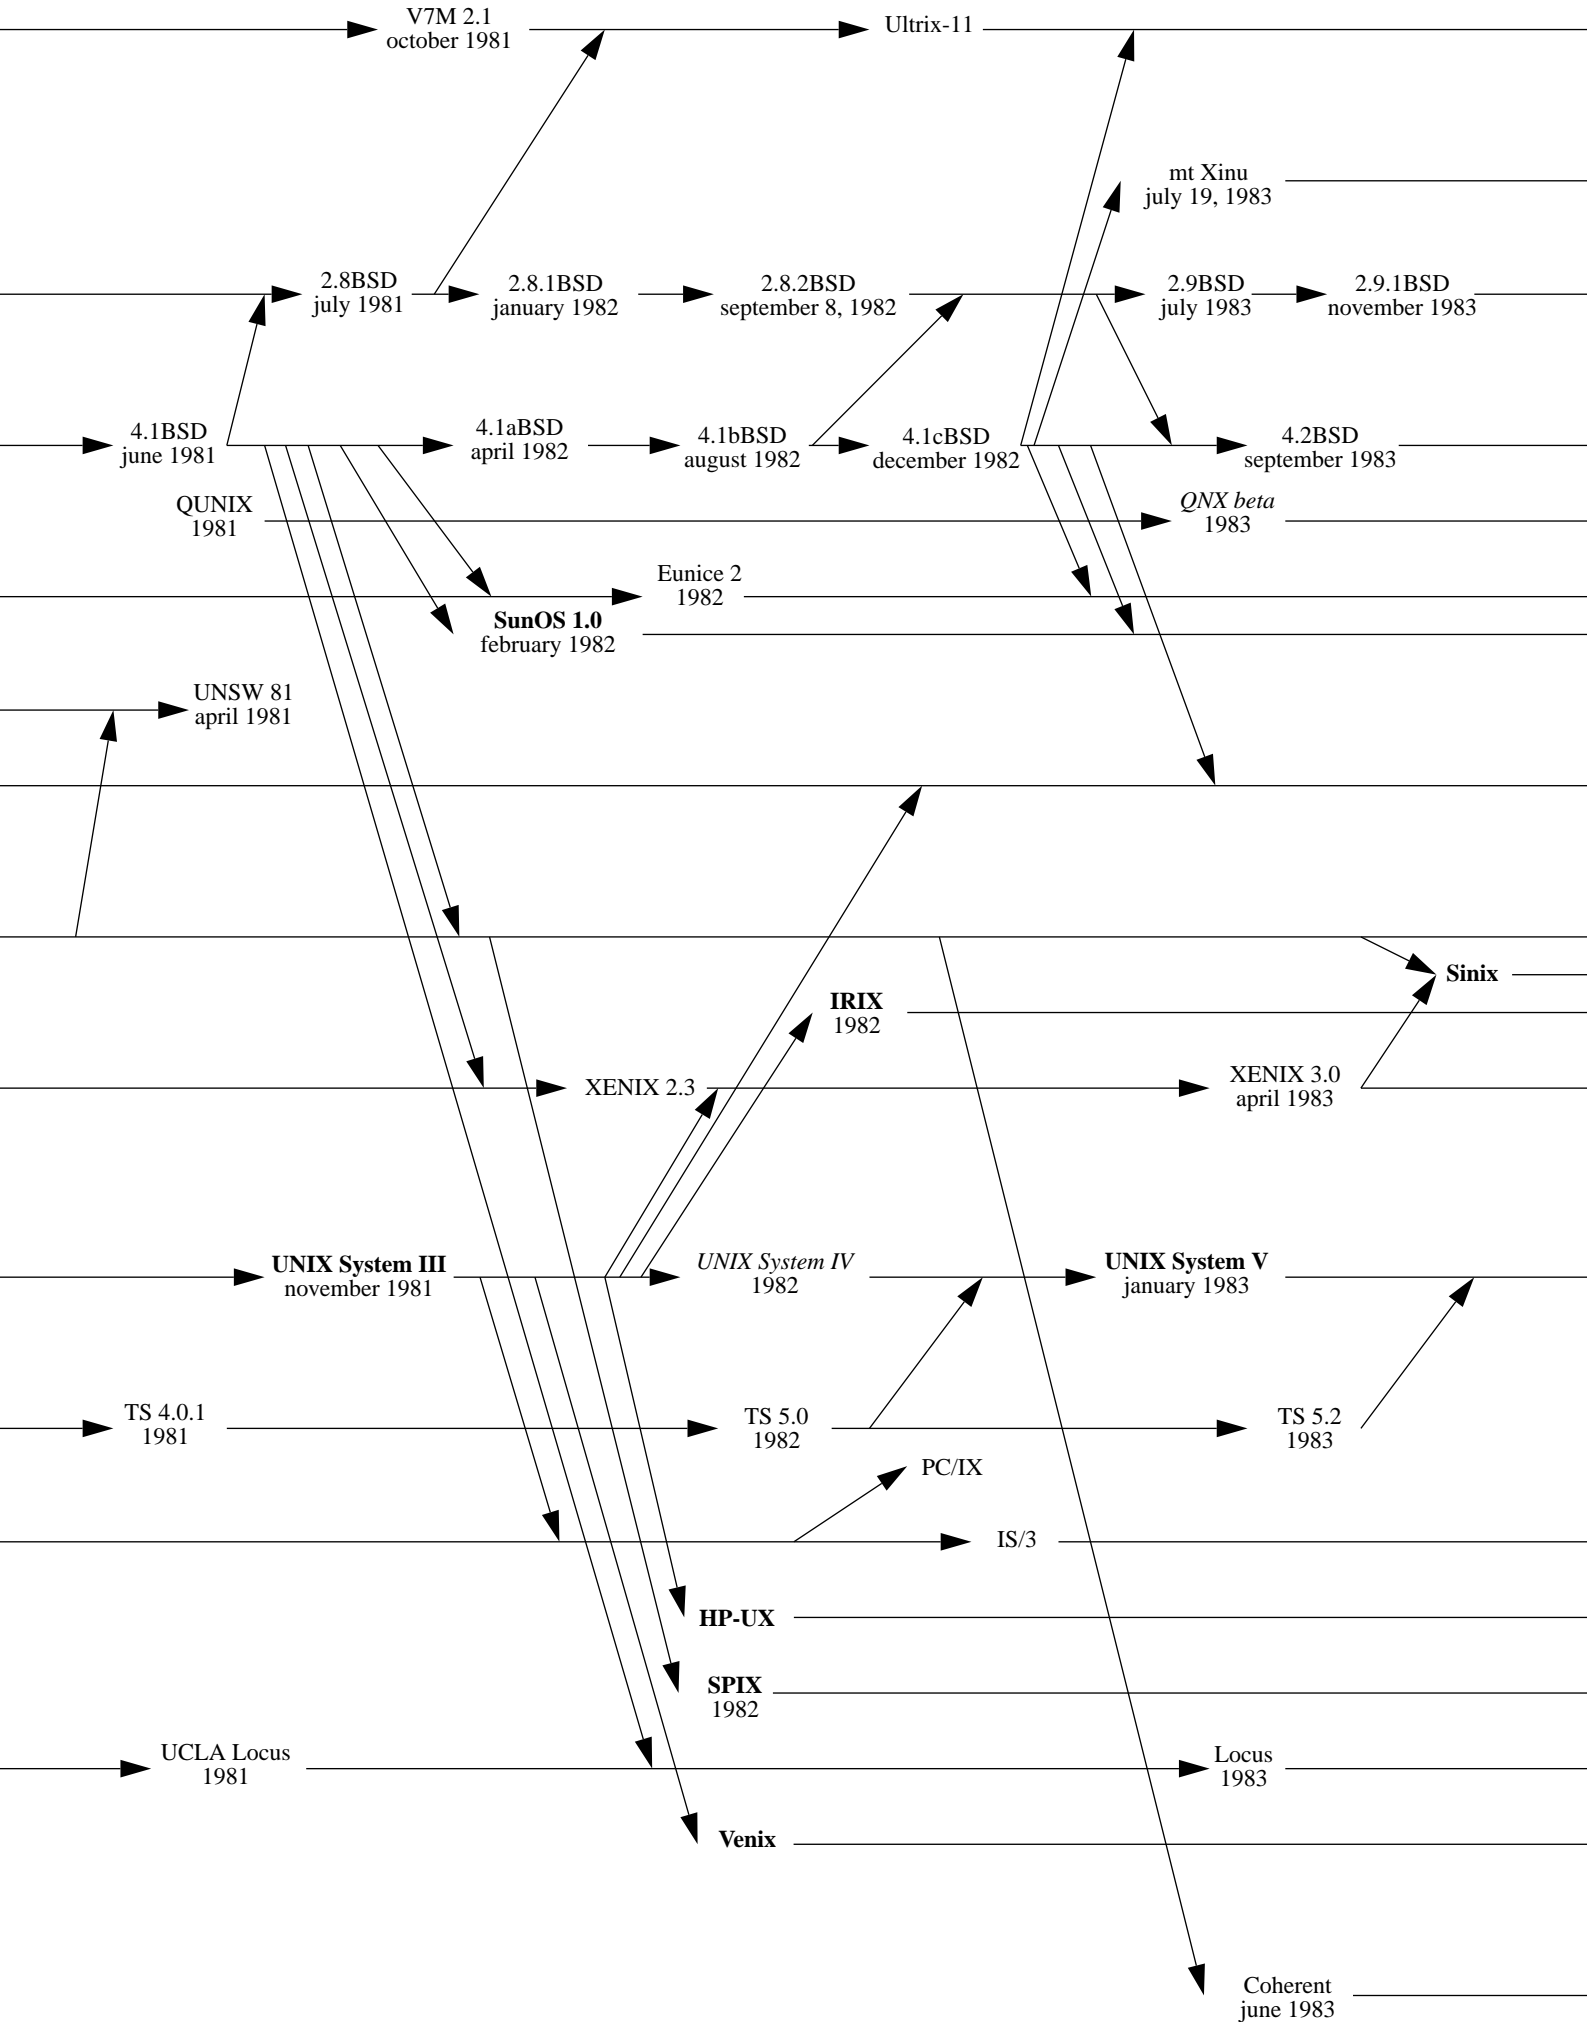 V7M 2.1
october 1981
Ultrix-11
mt Xinu
july 19, 1983
2.8BSD
july 1981
2.8.1BSD
january 1982
2.8.2BSD
september 8, 1982
2.9BSD
july 1983
2.9.1BSD
november 1983
4.1BSD
june 1981
4.1aBSD
april 1982
4.1bBSD
august 1982
4.1cBSD
december 1982
4.2BSD
september 1983
QUNIX
1981
QNX beta
1983
Eunice 2
1982
SunOS 1.0
february 1982
UNSW 81
april 1981
Sinix
IRIX
1982
XENIX 2.3
XENIX 3.0
april 1983
UNIX System III
november 1981
UNIX System IV
1982
UNIX System V
january 1983
TS 4.0.1
1981
TS 5.0
1982
TS 5.2
1983
PC/IX
IS/3
HP-UX
SPIX
1982
UCLA Locus
1981
Locus
1983
Venix
Coherent
june 1983